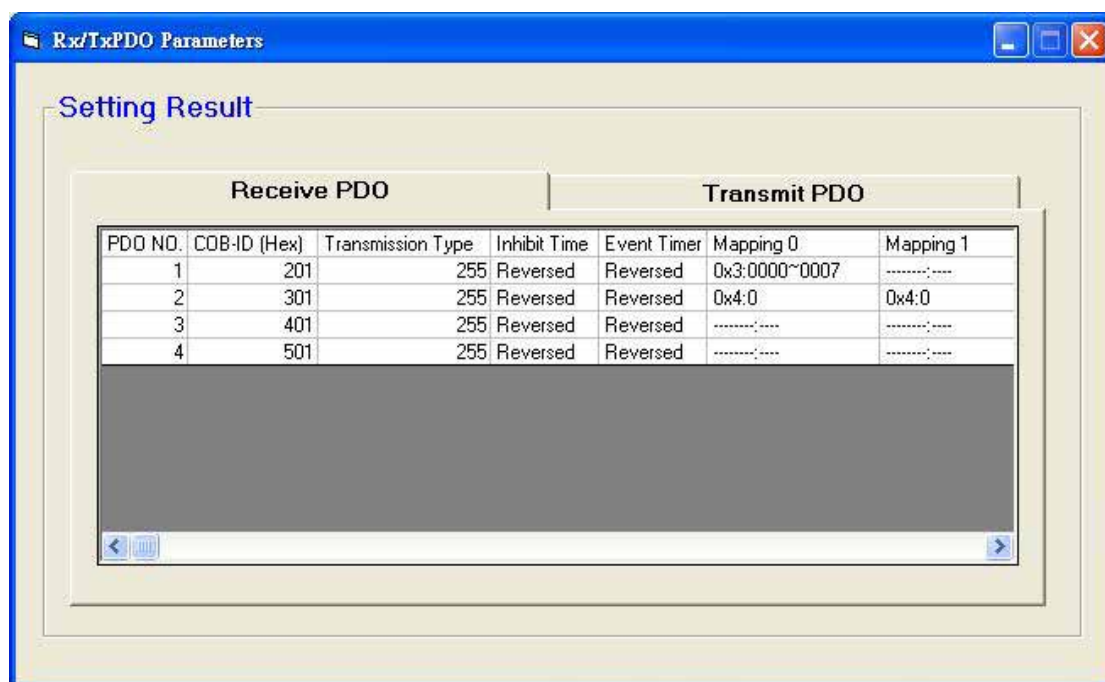 Rx/TxPDO Parameters
Setting Result
Receive PDO Transmit PDO
PDO NO. COB-ID (Hex) Transmission Type Inhibit Time Event Timer Mapping 0 Mapping 1
1 201 255 Reversed Reversed 0x3:0000~0007 --------:----
2 301 255 Reversed Reversed 0x4:0 0x4:0
3 401 255 Reversed Reversed --------:---- --------:----
4 501 255 Reversed Reversed --------:---- --------:----